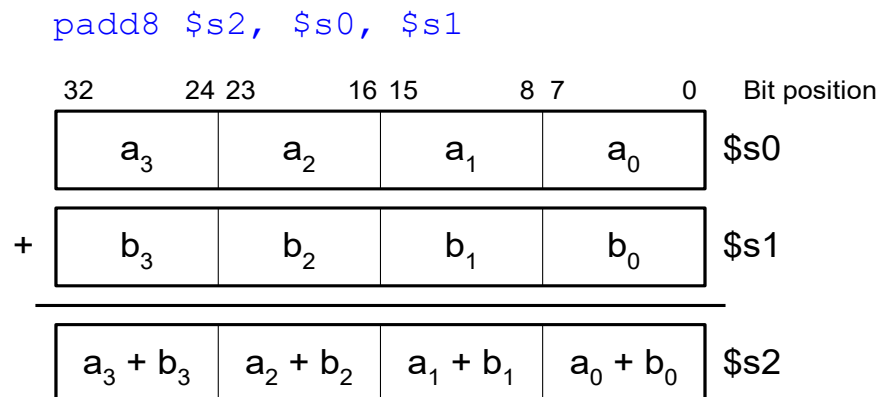 padd8 $s2, $s0, $s1
32 24 23 16 15 8 7 0 Bit position
a₃ a₂ a₁ a₀ $s0
+ b₃ b₂ b₁ b₀ $s1
a₃ + b₃ a₂ + b₂ a₁ + b₁ a₀ + b₀ $s2